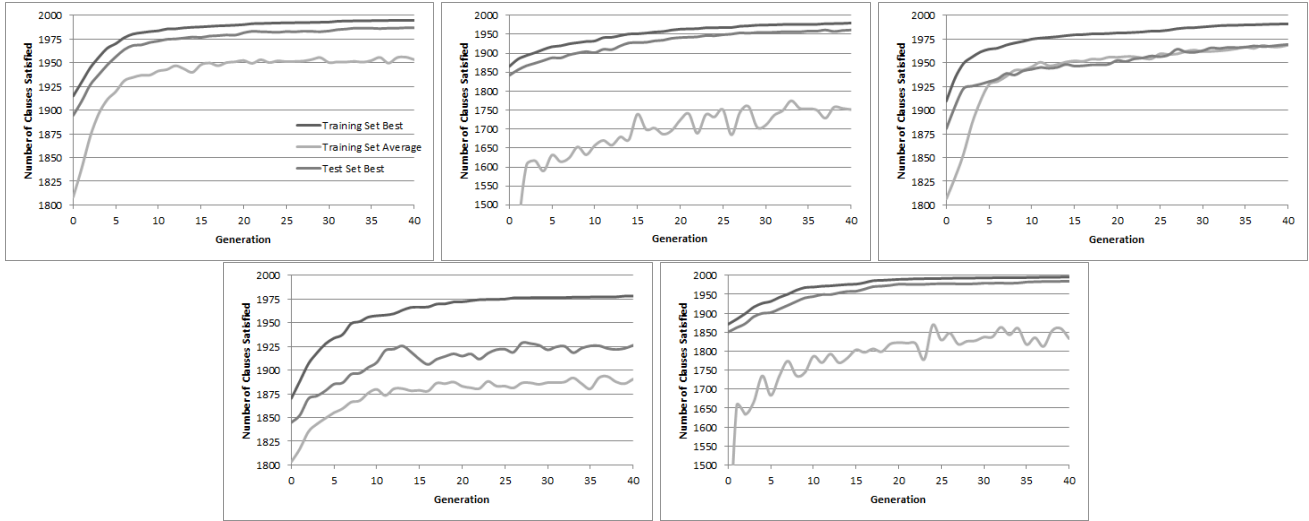 2000
1975
1950
1925
1900
1875
1850
1825
1800
Number of Clauses Satisfied
Training Set Best
Training Set Average
Test Set Best
0 5 10 15 20 25 30 35 40
Generation
2000
1950
1900
1850
1800
1750
1700
1650
1600
1550
1500
Number of Clauses Satisfied
0 5 10 15 20 25 30 35 40
Generation
2000
1975
1950
1925
1900
1875
1850
1825
1800
Number of Clauses Satisfied
0 5 10 15 20 25 30 35 40
Generation
2000
1975
1950
1925
1900
1875
1850
1825
1800
Number of Clauses Satisfied
0 5 10 15 20 25 30 35 40
Generation
2000
1950
1900
1850
1800
1750
1700
1650
1600
1550
1500
Number of Clauses Satisfied
0 5 10 15 20 25 30 35 40
Generation